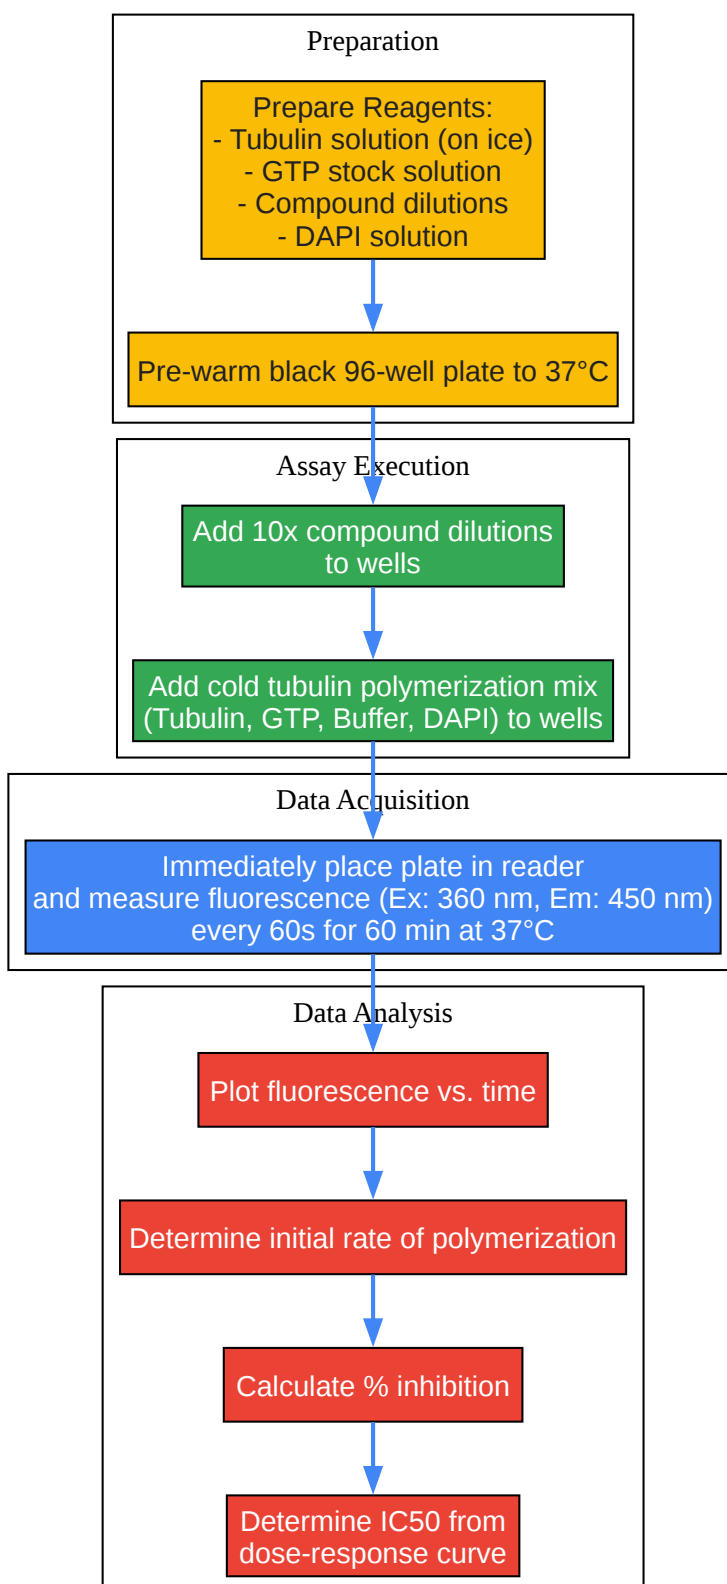 Preparation
Prepare Reagents:
- Tubulin solution (on ice)
- GTP stock solution
- Compound dilutions
- DAPI solution
Pre-warm black 96-well plate to 37°C
Assay Execution
Add 10x compound dilutions
to wells
Add cold tubulin polymerization mix
(Tubulin, GTP, Buffer, DAPI) to wells
Data Acquisition
Immediately place plate in reader
and measure fluorescence (Ex: 360 nm, Em: 450 nm)
every 60s for 60 min at 37°C
Data Analysis
Plot fluorescence vs. time
Determine initial rate of polymerization
Calculate % inhibition
Determine IC50 from
dose-response curve